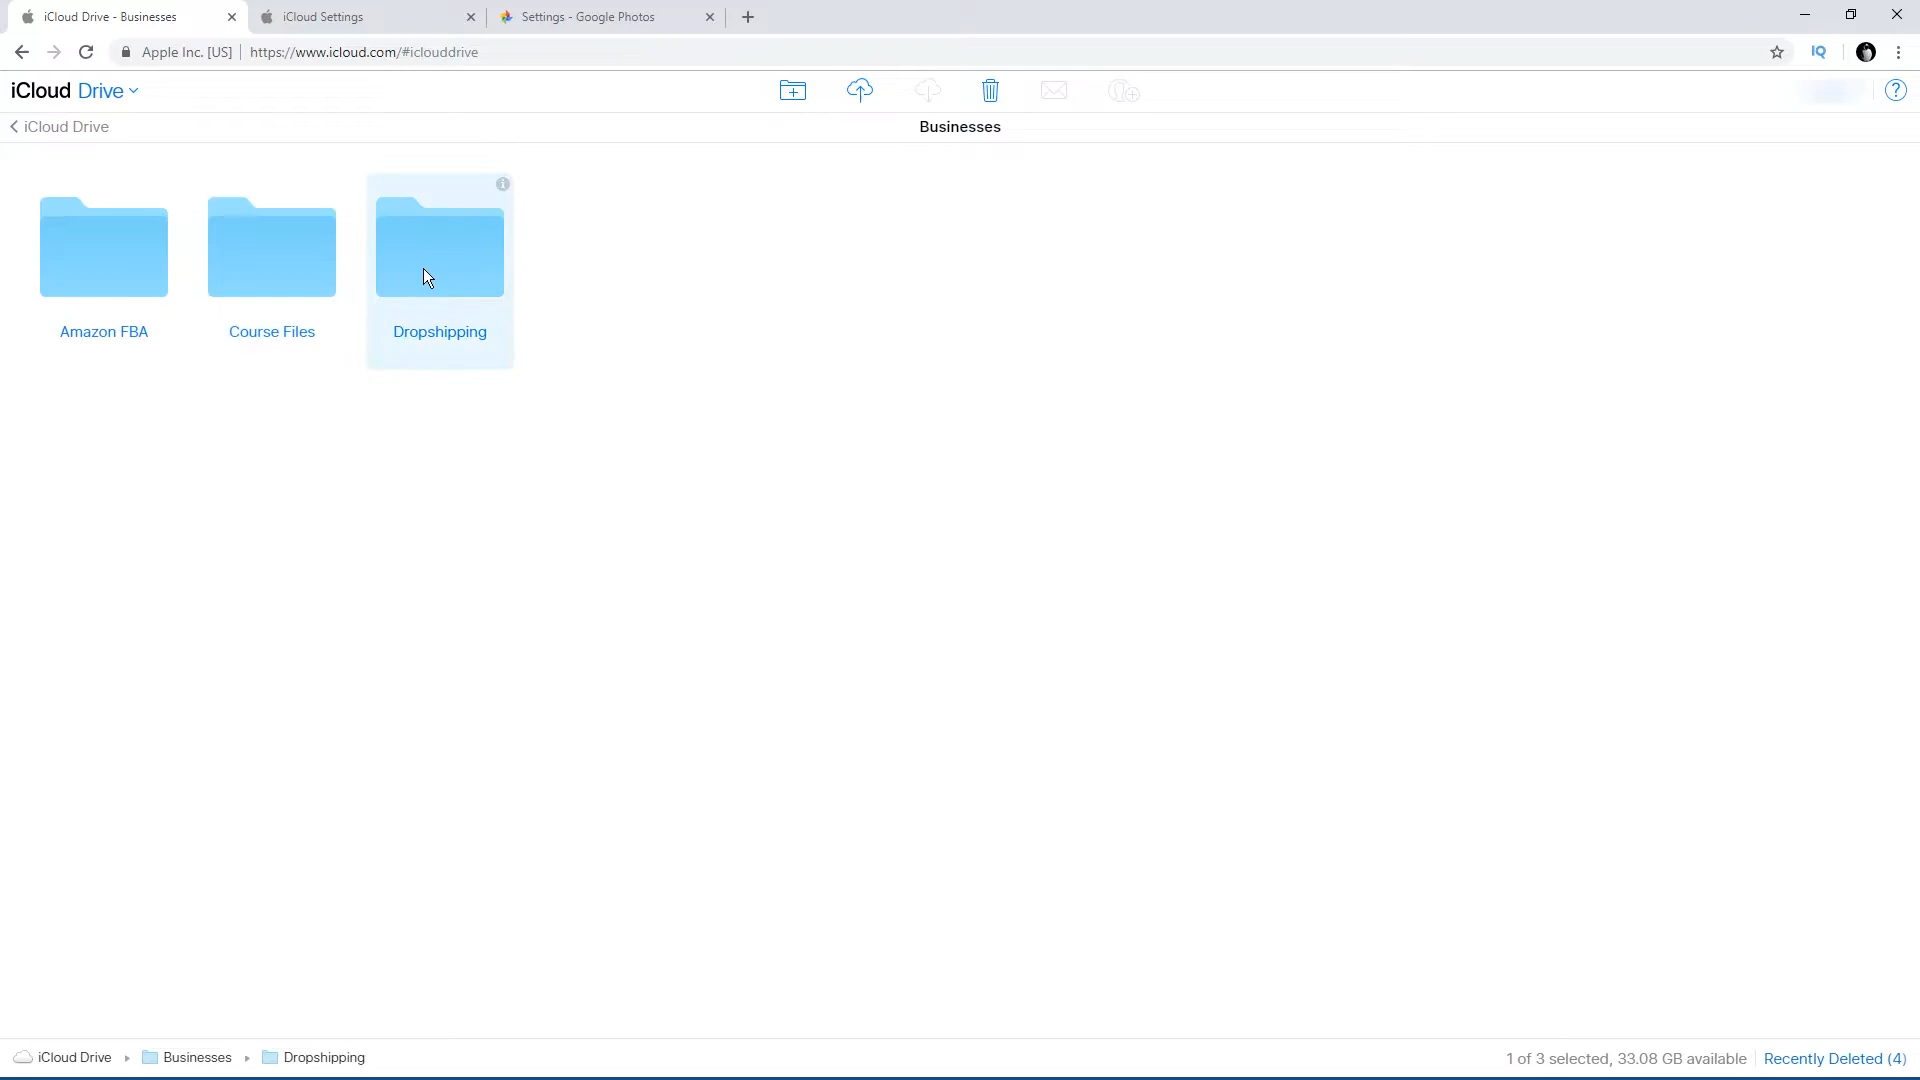 iCloud Drive - Businesses
iCloud Settings
Settings - Google Photos
Apple Inc. [US]
https://www.icloud.com/#iclouddrive
IQ
iCloud Drive
?
iCloud Drive
Businesses
i
Amazon FBA
Course Files
Dropshipping
iCloud Drive
Businesses
Dropshipping
1 of 3 selected, 33.08 GB available
Recently Deleted (4)